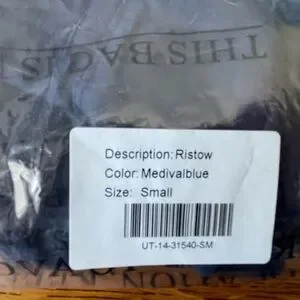 THIS BAG IS
Description: Ristow
Color: Medivalblue
Size: Small
UT-14-31540-SM